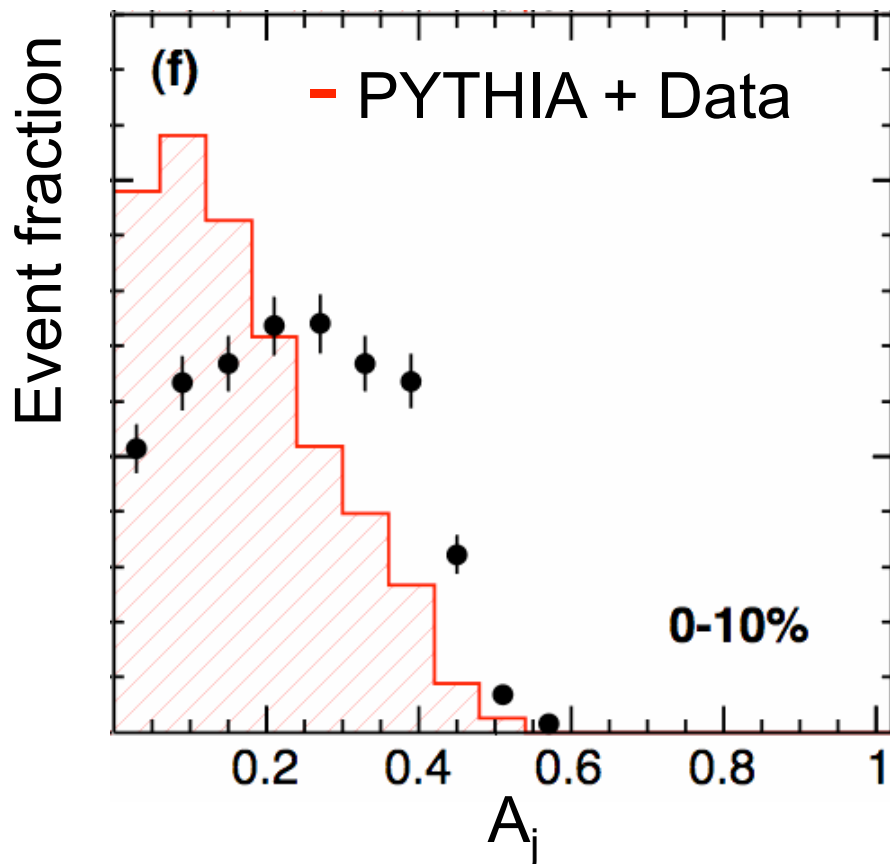 (f)
PYTHIA + Data
Event fraction
0-10%
0.2 0.4 0.6 0.8 1
Aj